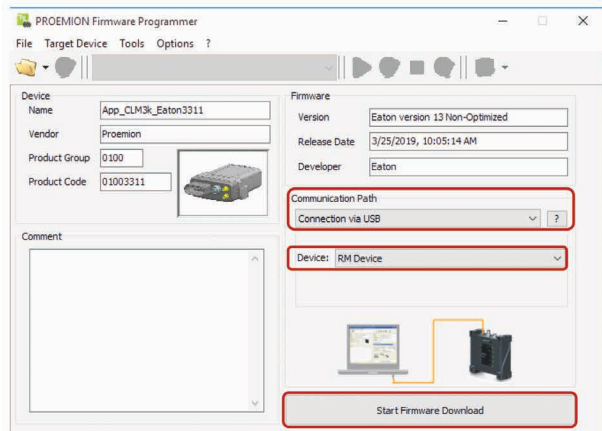 PROEMION Firmware Programmer
File Target Device Tools Options ?
Device
Name App_CLM3k_Eaton3311
Vendor Proemion
Product Group 0100
Product Code 01003311
Comment
Firmware
Version Eaton version 13 Non-Optimized
Release Date 3/25/2019, 10:05:14 AM
Developer Eaton
Communication Path
Connection via USB ?
Device: RM Device
Start Firmware Download